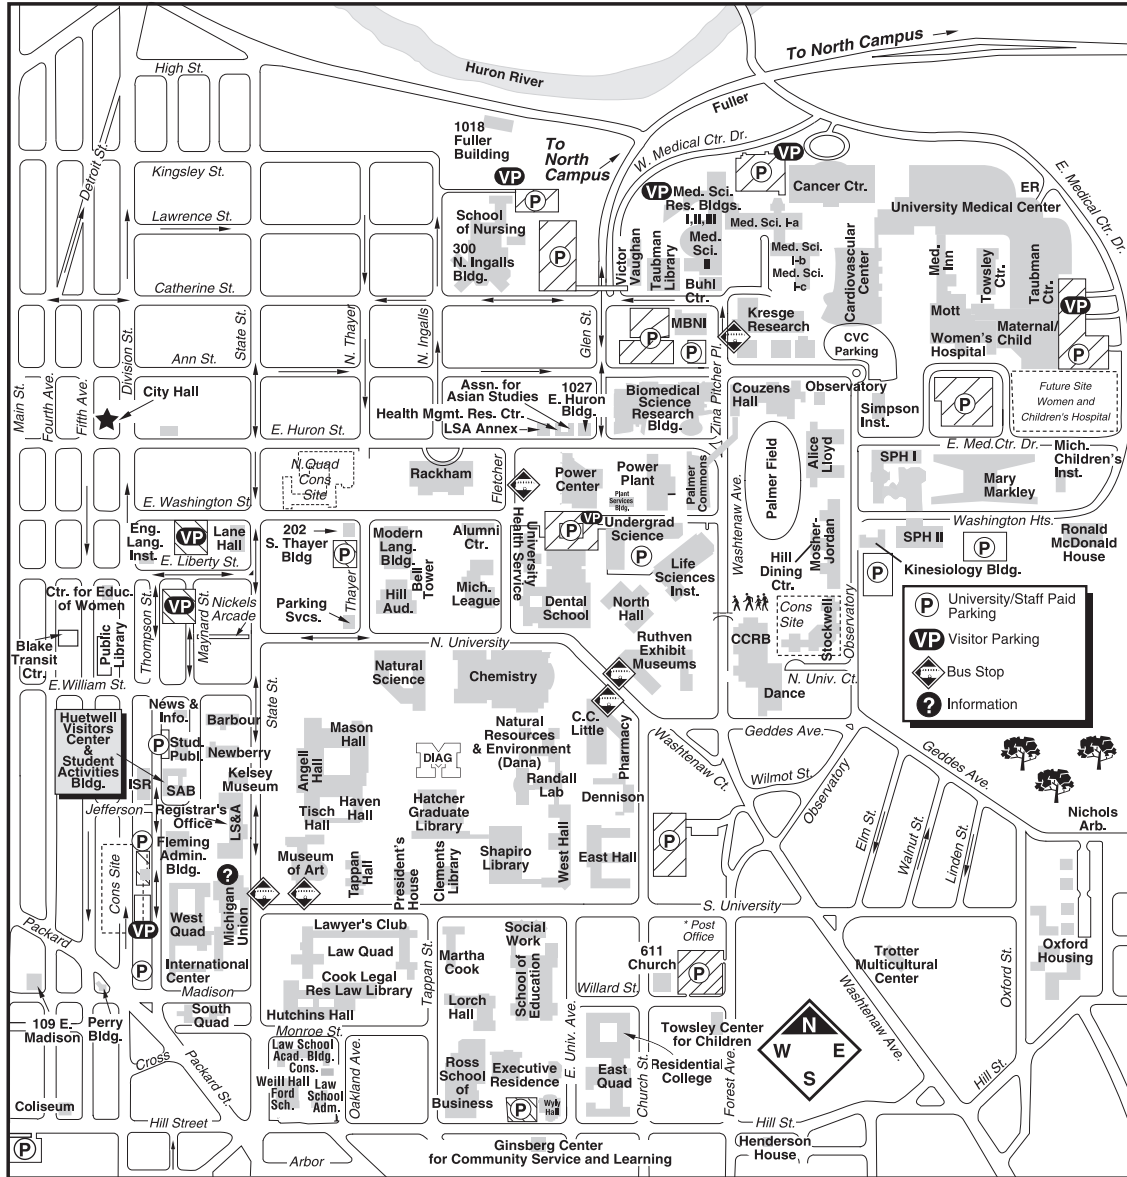 To North Campus
Huron River
High St.
Detroit St.
Fuller
1018
Fuller
Building
To
North
Campus
W. Medical Ctr. Dr.
E. Medical Ctr. Dr.
Kingsley St.
VP
P
VP
P
VP
Med. Sci.
Res. Bldgs.
I,II,III
Cancer Ctr.
ER
University Medical Center
Lawrence St.
School
of Nursing
300
N. Ingalls
Bldg.
P
Victor
Vaughan
Taubman
Library
Med.
Sci.
II
Med. Sci. I-a
Med. Sci.
I-b
Med. Sci.
I-c
Cardiovascular
Center
Med.
Inn
Towsley
Ctr.
Taubman
Ctr.
Catherine St.
Buhl
Ctr.
Division St.
State St.
N. Thayer
N. Ingalls
Glen St.
P
MBNI
P
Zina Pitcher Pl.
Kresge
Research
CVC
Parking
Mott
Women's
Hospital
Maternal/
Child
VP
P
Ann St.
Main St.
Fourth Ave.
Fifth Ave.
City Hall
Assn. for
Asian Studies
Health Mgmt. Res. Ctr.
LSA Annex
1027
E. Huron
Bldg.
Biomedical
Science
Research
Bldg.
Couzens
Hall
Observatory
Simpson
Inst.
P
Future Site
Women and
Children's Hospital
E. Huron St.
E. Med.Ctr. Dr.
Mich.
Children's
Inst.
N.Quad
Cons
Site
Rackham
Fletcher
Power
Center
Power
Plant
Plant
Services
Bldg.
Palmer
Commons
Washtenaw Ave.
Palmer Field
Alice
Lloyd
SPH I
Mary
Markley
E. Washington St.
Washington Hts.
Eng.
Lang.
Inst.
VP
Lane
Hall
202
S. Thayer
Bldg
P
Modern
Lang.
Bldg.
Bell
Tower
Alumni
Ctr.
University
Health Service
P
VP
Undergrad
Science
P
Mosher-
Jordan
SPH II
P
Ronald
McDonald
House
E. Liberty St.
Hill
Dining
Ctr.
Kinesiology Bldg.
P
Ctr. for Educ.
of Women
Thompson St.
VP
Maynard St.
Nickels
Arcade
Parking
Svcs.
Thayer
Hill
Aud.
Mich.
League
Dental
School
North
Hall
Life
Sciences
Inst.
Cons
Site
Stockwell
Observatory
P
University/Staff Paid
Parking
VP
Visitor Parking
Bus Stop
?
Information
Blake
Transit
Ctr.
Public
Library
N. University
Ruthven
Exhibit
Museums
CCRB
N. Univ. Ct.
E.William St.
State St.
Natural
Science
Chemistry
Dance
Huetwell
Visitors
Center
&
Student
Activities
Bldg.
News &
Info.
P
Stud.
Publ.
Barbour
Newberry
Kelsey
Museum
Mason
Hall
Angell
Hall
M
DIAG
Natural
Resources
& Environment
(Dana)
C.C.
Little
Pharmacy
Washtenaw Ct.
Geddes Ave.
Geddes Ave.
Wilmot St.
Observatory
ISR
SAB
Randall
Lab
Dennison
Jefferson
Registrar's
Office
LS&A
Tisch
Hall
Haven
Hall
Hatcher
Graduate
Library
Elm St.
Walnut St.
Linden St.
Nichols
Arb.
P
Cons Site
Fleming
Admin.
Bldg.
?
Museum
of Art
Tappan
Hall
President's
House
Clements
Library
Shapiro
Library
West Hall
East Hall
P
S. University
VP
Packard
West
Quad
Michigan
Union
Lawyer's Club
Law Quad
Cook Legal
Res Law Library
Hutchins Hall
Tappan St.
Martha
Cook
Social
Work
School of
Education
* Post
Office
611
Church
P
Willard St.
Trotter
Multicultural
Center
Oxford St.
Oxford
Housing
P
International
Center
Madison
South
Quad
109 E.
Madison
Perry
Bldg.
Lorch
Hall
Monroe St.
Law School
Acad. Bldg.
Cons.
Weill Hall
Ford
Sch.
Law
School
Adm.
Oakland Ave.
Ross
School
of
Business
Executive
Residence
P
Wyly
Hall
E. Univ. Ave.
East
Quad
Church St.
Towsley Center
for Children
Residential
College
Forest Ave.
N
W
E
S
Washtenaw Ave.
Hill St.
Cross
Packard St.
Coliseum
Hill Street
Hill St.
P
Arbor
Ginsberg Center
for Community Service and Learning
Henderson
House